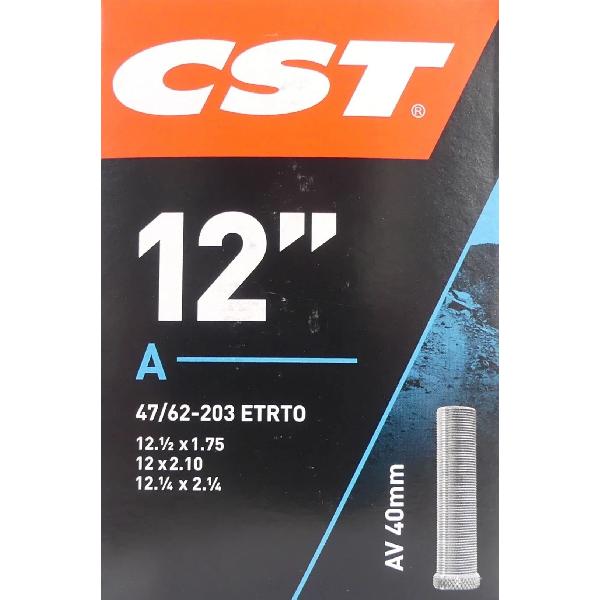 CST®
12”
A
47/62-203 ETRTO
12.½ x 1.75
12 x 2.10
12.¼ x 2.¼
AV 40mm